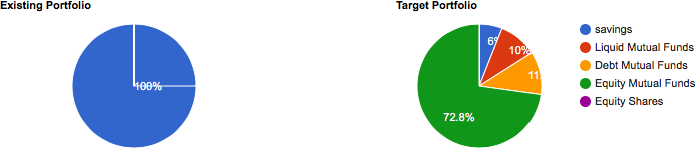 Existing Portfolio
100%
Target Portfolio
6%
10%
11
72.8%
savings
Liquid Mutual Funds
Debt Mutual Funds
Equity Mutual Funds
Equity Shares